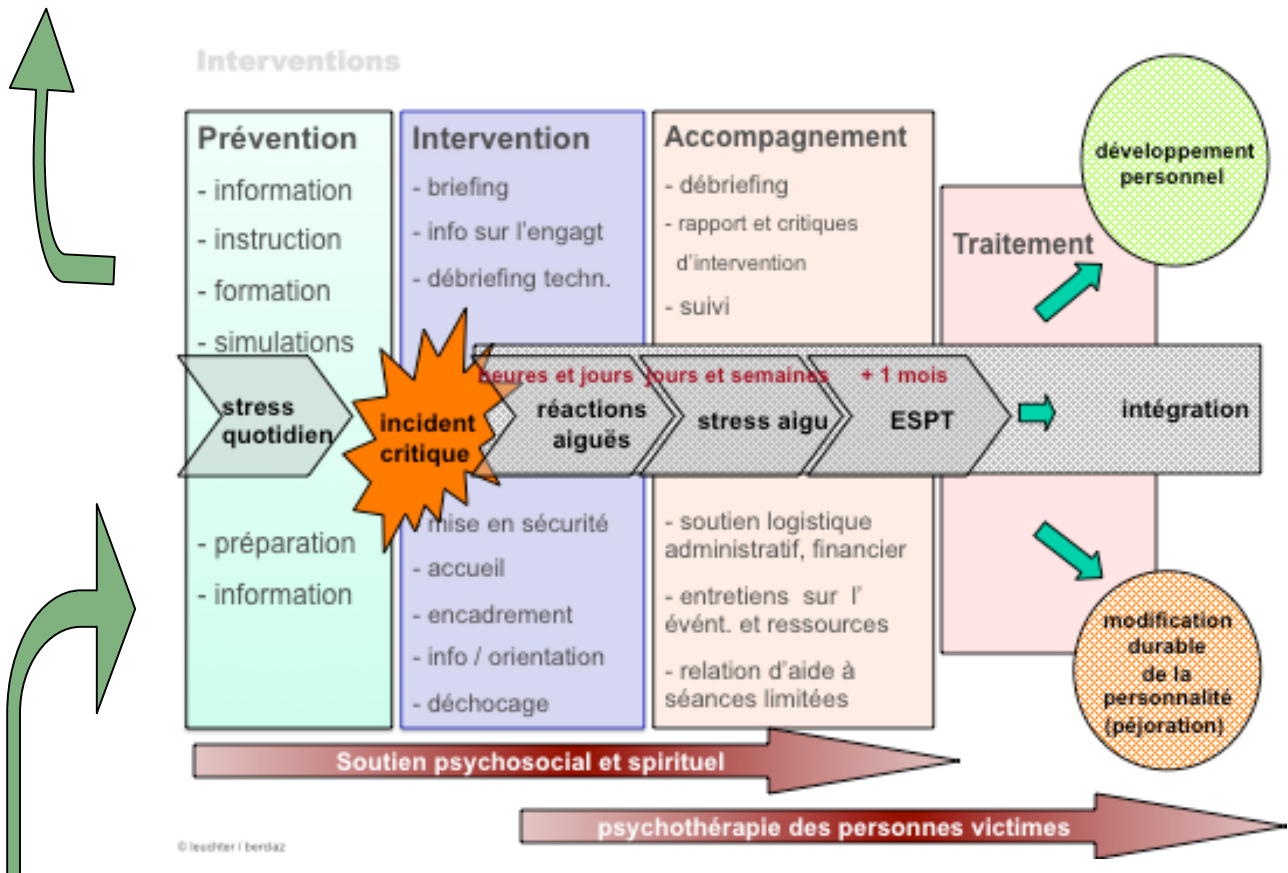 Interventions
Prévention
- information
- instruction
- formation
- simulations
Intervention
- briefing
- info sur l'engagt
- débriefing techn.
Accompagnement
- débriefing
- rapport et critiques
d'intervention
- suivi
Traitement
développement
personnel
stress
quotidien
incident
critique
heures et jours
réactions
aiguës
jours et semaines
stress aigu
+ 1 mois
ESPT
intégration
- préparation
- information
- mise en sécurité
- accueil
- encadrement
- info / orientation
- déchocage
- soutien logistique
administratif, financier
- entretiens sur l'
évént. et ressources
- relation d'aide à
séances limitées
modification
durable
de la
personnalité
(péjoration)
Soutien psychosocial et spirituel
psychothérapie des personnes victimes
© leuchter /